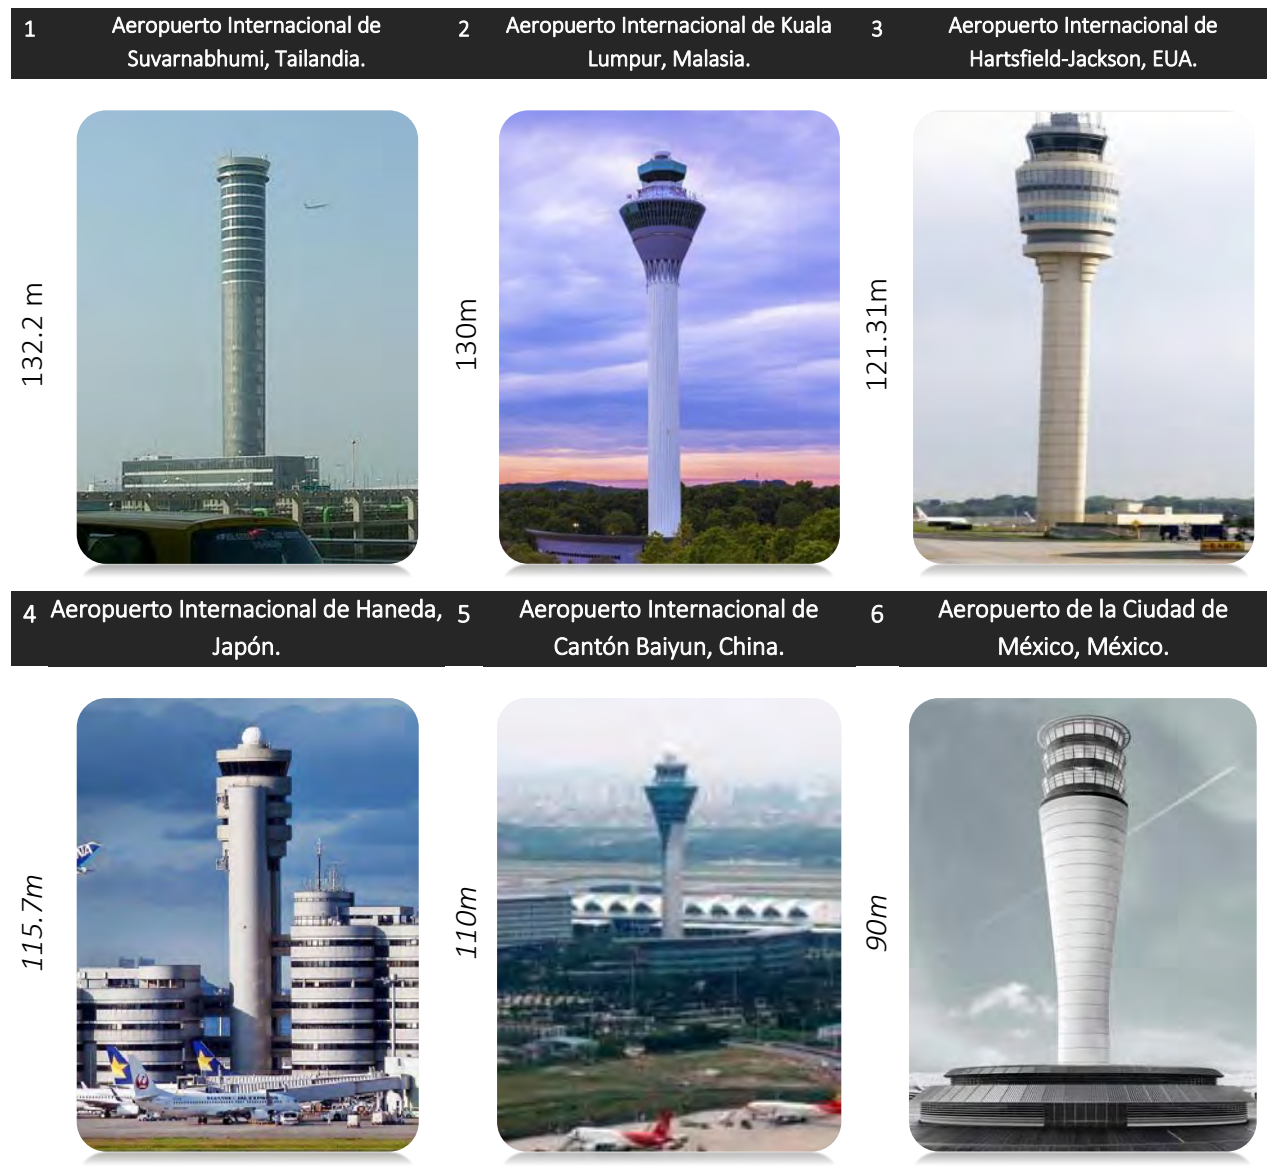 1
Aeropuerto Internacional de
Suvarnabhumi, Tailandia.
2
Aeropuerto Internacional de Kuala
Lumpur, Malasia.
3
Aeropuerto Internacional de
Hartsfield-Jackson, EUA.
132.2 m
130m
121.31m
4
Aeropuerto Internacional de Haneda,
Japón.
5
Aeropuerto Internacional de
Cantón Baiyun, China.
6
Aeropuerto de la Ciudad de
México, México.
115.7m
110m
90m